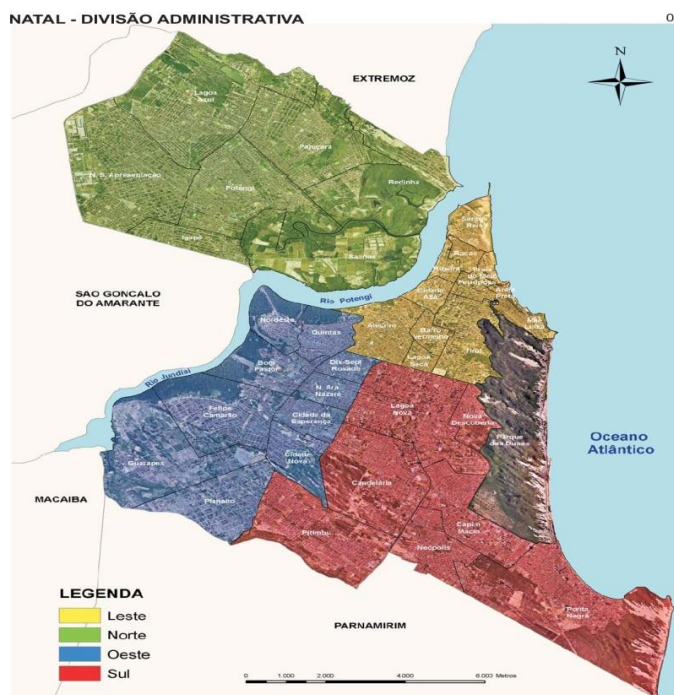 NATAL - DIVISÃO ADMINISTRATIVA
0
EXTREMOZ
N
Lagoa
Azul
Pajuçara
N. S. Apresentação
Potengi
Redinha
Igapó
Salinas
Santos
Reis
Rocas
Ribeira
Praia
do Meio
Cidade
Alta
Petrópolis
Areia
Preta
Mãe
Luiza
SAO GONCALO
DO AMARANTE
Rio Potengi
Nordeste
Quintas
Alecrim
Barro
Vermelho
Tirol
Lagoa
Seca
Rio Jundiaí
Bom
Pastor
Dix-Sept
Rosado
N. Sra
Nazaré
Felipe
Camarão
Cidade da
Esperança
Lagoa
Nova
Nova
Descoberta
Parque
das Dunas
Oceano
Atlântico
Guarapes
Cidade
Nova
MACAIBA
Planalto
Candelária
Pitimbu
Capim
Macio
Neópolis
Ponta
Negra
LEGENDA
Leste
Norte
Oeste
Sul
PARNAMIRIM
0 1.000 2.000 4.000 6.000 Metros